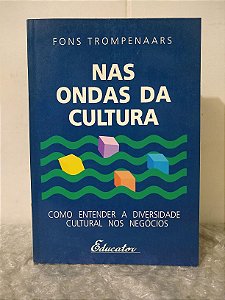 FONS TROMPENAARS
NAS
ONDAS DA
CULTURA
COMO ENTENDER A DIVERSIDADE
CULTURAL NOS NEGÓCIOS
Educator